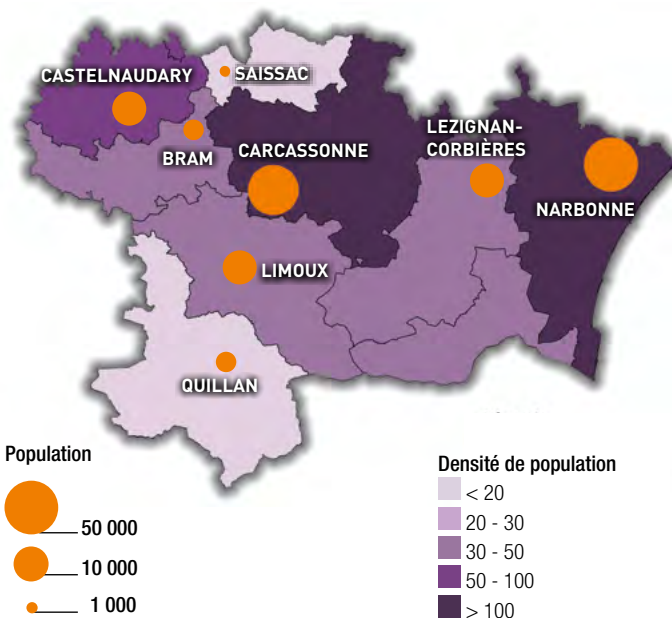 CASTELNAUDARY
SAISSAC
BRAM
CARCASSONNE
LEZIGNAN-
CORBIÈRES
NARBONNE
LIMOUX
QUILLAN
Population
50 000
10 000
1 000
Densité de population
< 20
20 - 30
30 - 50
50 - 100
> 100